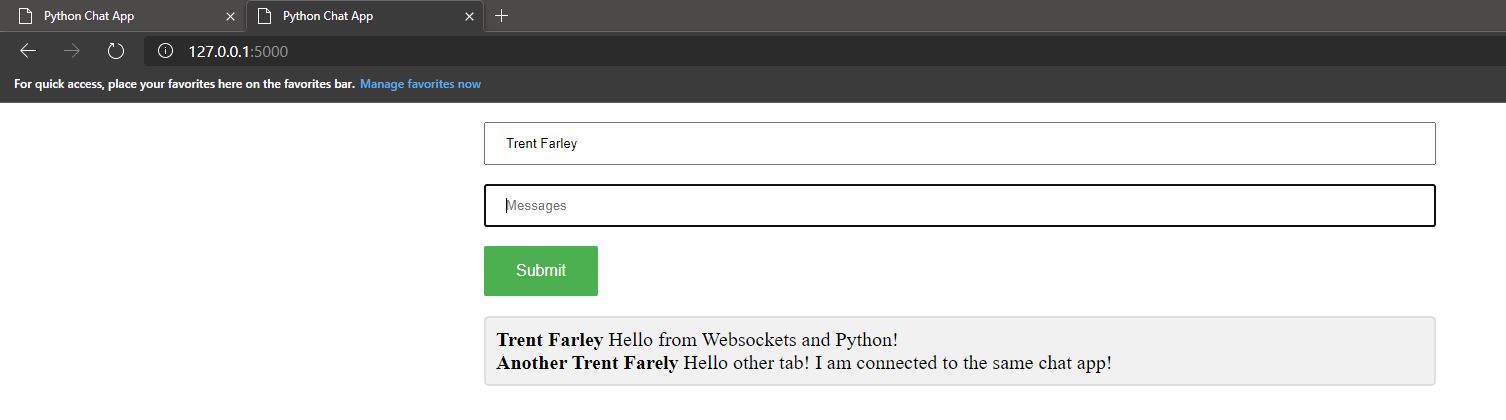 Python Chat App
Python Chat App
127.0.0.1:5000
For quick access, place your favorites here on the favorites bar. Manage favorites now
Trent Farley
Messages
Submit
Trent Farley Hello from Websockets and Python!
Another Trent Farely Hello other tab! I am connected to the same chat app!